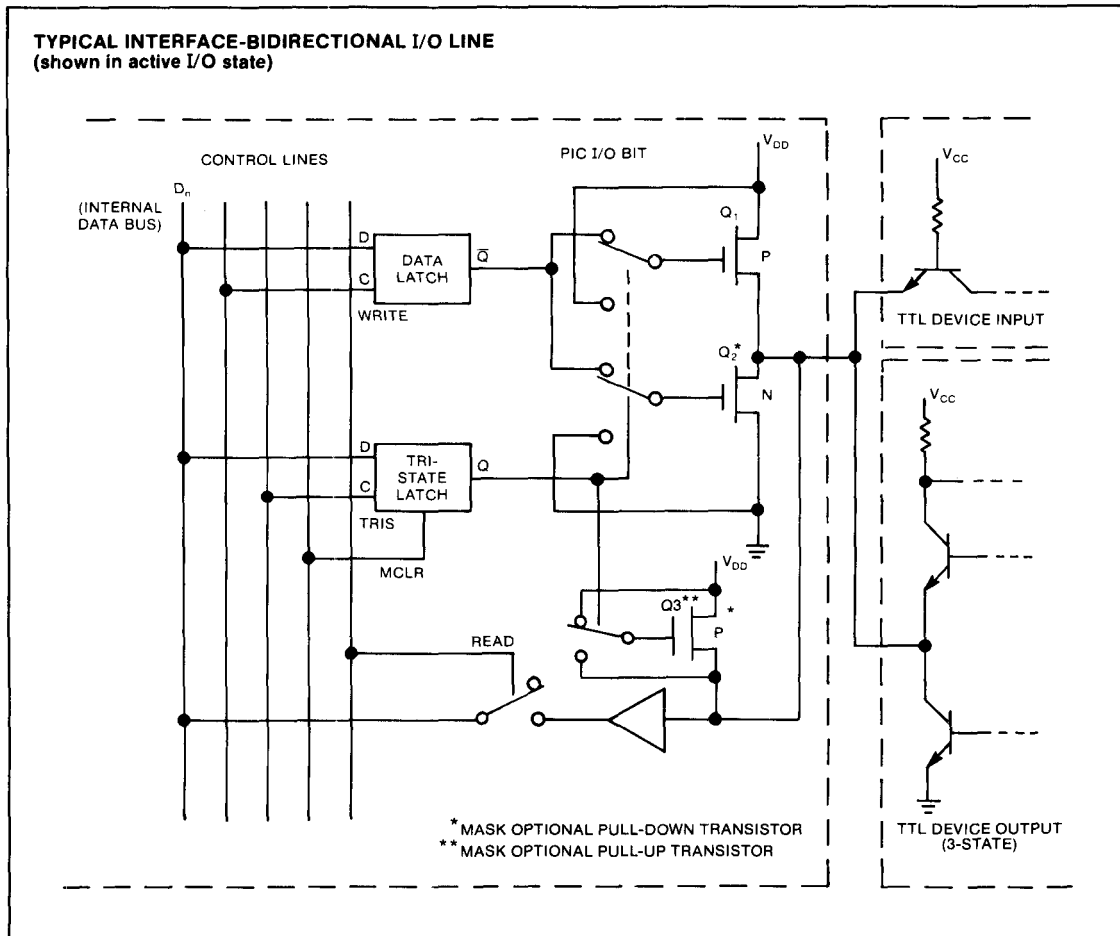 TYPICAL INTERFACE-BIDIRECTIONAL I/O LINE
(shown in active I/O state)
CONTROL LINES
PIC I/O BIT
VDD
VCC
Dn
(INTERNAL
DATA BUS)
Q1
P
D
DATA
LATCH
Q̅
C
WRITE
TTL DEVICE INPUT
Q2*
N
VCC
D
TRI-
STATE
LATCH
Q
C
TRIS
MCLR
VDD
Q3**
*
P
READ
*MASK OPTIONAL PULL-DOWN TRANSISTOR
**MASK OPTIONAL PULL-UP TRANSISTOR
TTL DEVICE OUTPUT
(3-STATE)